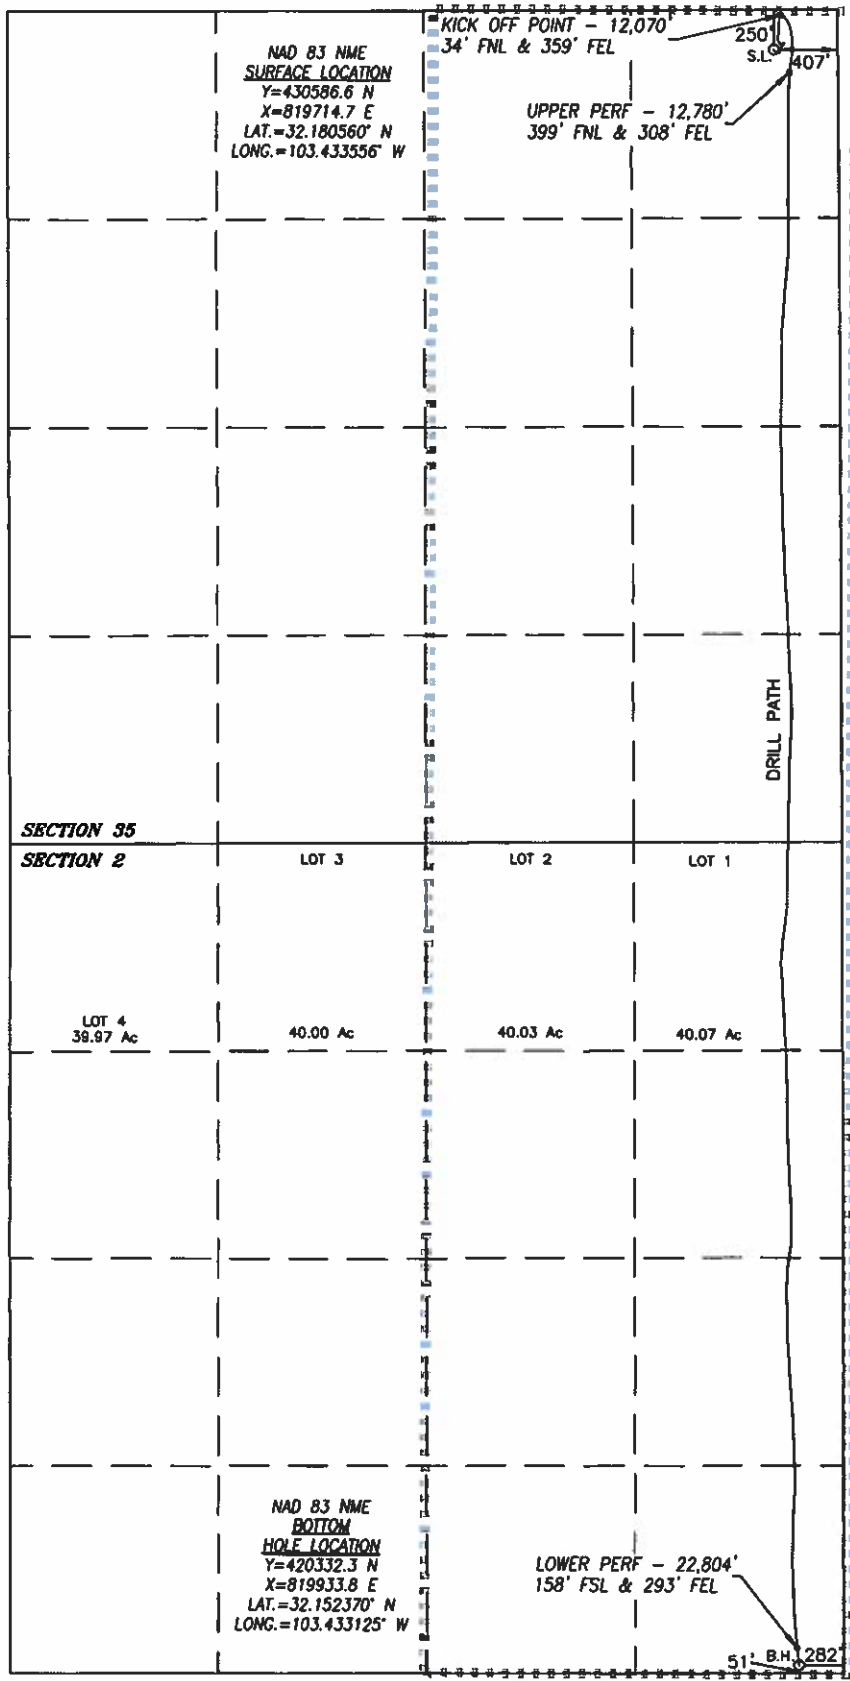 KICK OFF POINT - 12,070'
34' FNL & 359' FEL
250'
S.L.
407'
NAD 83 NME
SURFACE LOCATION
Y=430586.6 N
X=819714.7 E
LAT.=32.180560° N
LONG.=103.433556° W
UPPER PERF - 12,780'
399' FNL & 308' FEL
DRILL PATH
SECTION 35
SECTION 2
LOT 3
LOT 2
LOT 1
LOT 4
39.97 Ac
40.00 Ac
40.03 Ac
40.07 Ac
NAD 83 NME
BOTTOM
HOLE LOCATION
Y=420332.3 N
X=819933.8 E
LAT.=32.152370° N
LONG.=103.433125° W
LOWER PERF - 22,804'
158' FSL & 293' FEL
51'
B.H.
282'